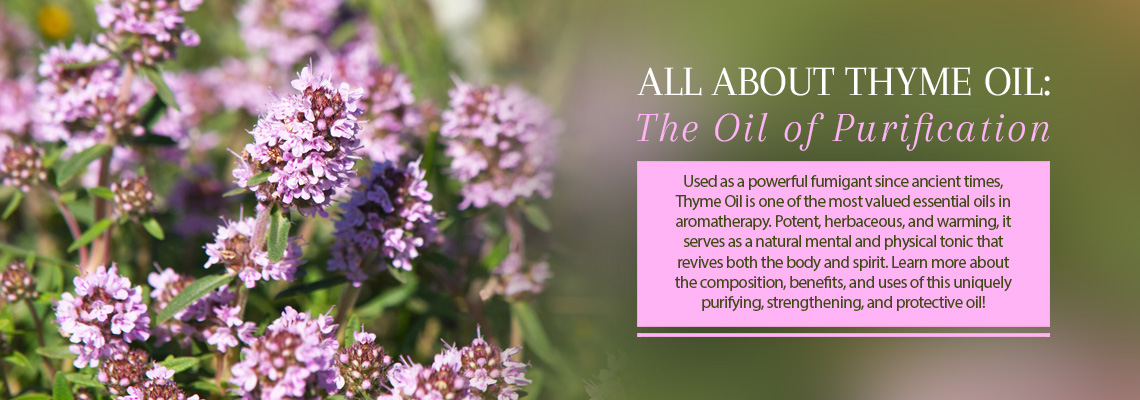 ALL ABOUT THYME OIL:
The Oil of Purification
Used as a powerful fumigant since ancient times,
Thyme Oil is one of the most valued essential oils in
aromatherapy. Potent, herbaceous, and warming, it
serves as a natural mental and physical tonic that
revives both the body and spirit. Learn more about
the composition, benefits, and uses of this uniquely
purifying, strengthening, and protective oil!